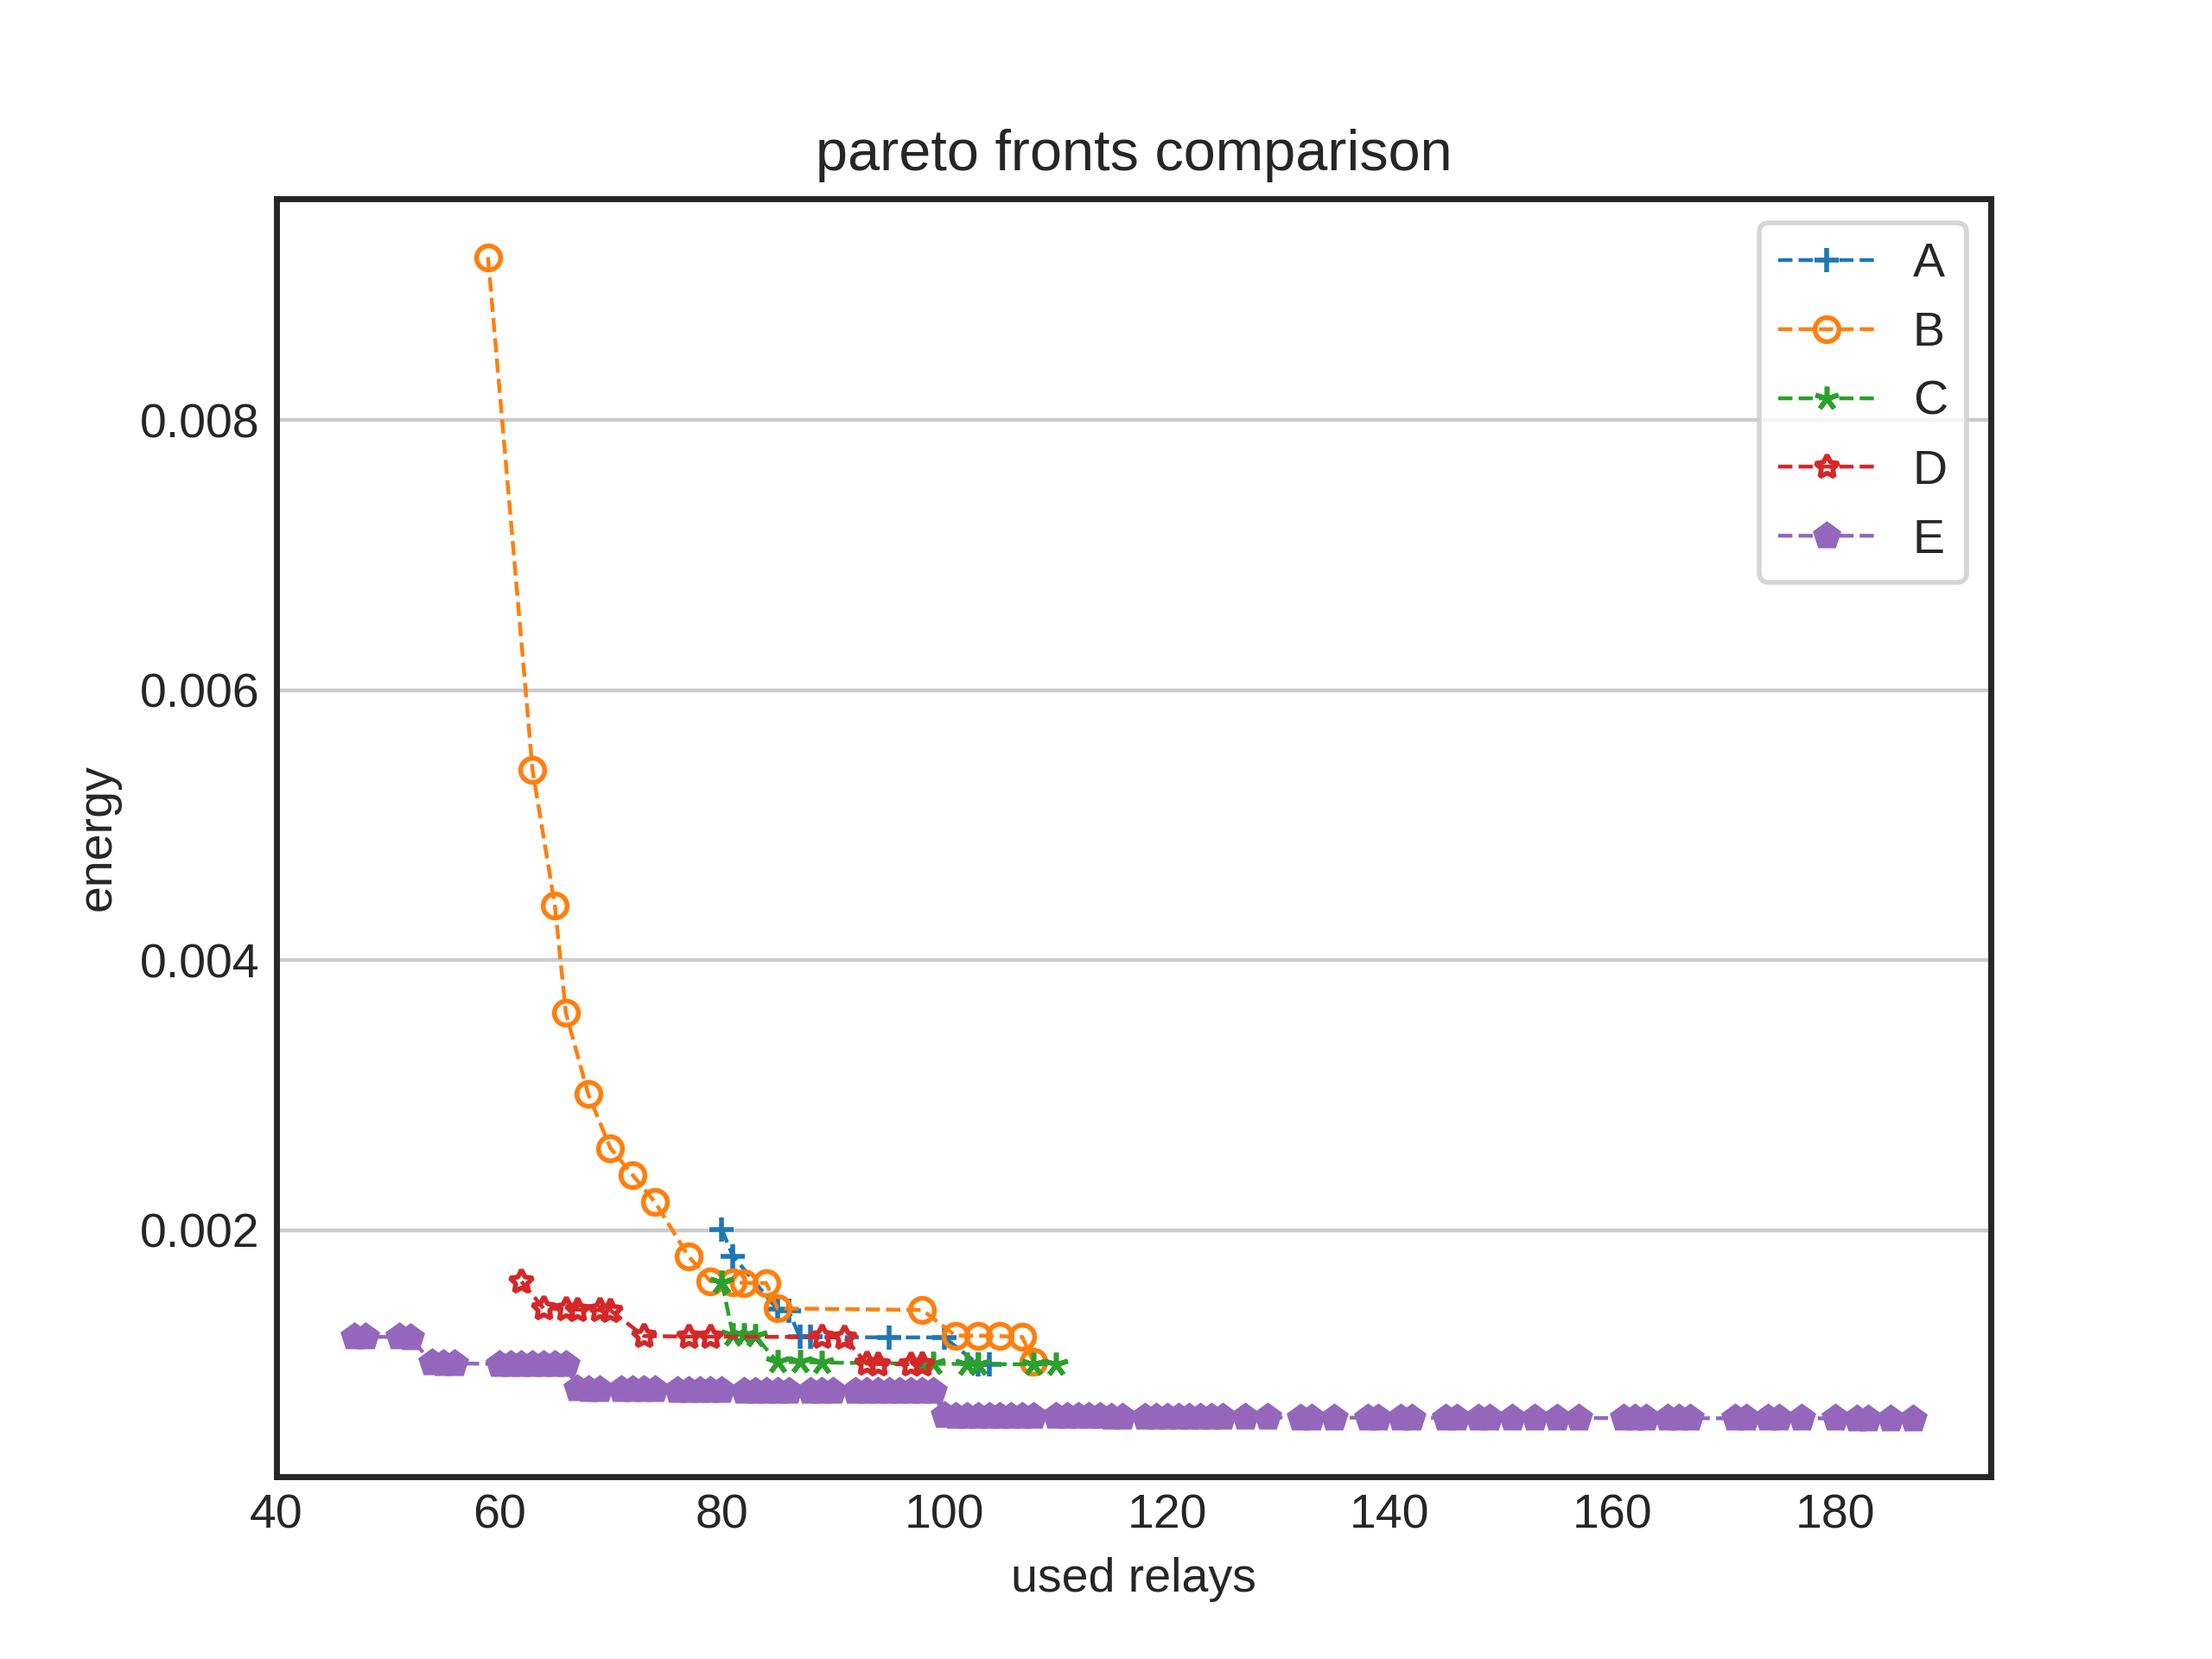 pareto fronts comparison
A
B
C
D
E
0.008
0.006
0.004
0.002
energy
40 60 80 100 120 140 160 180
used relays